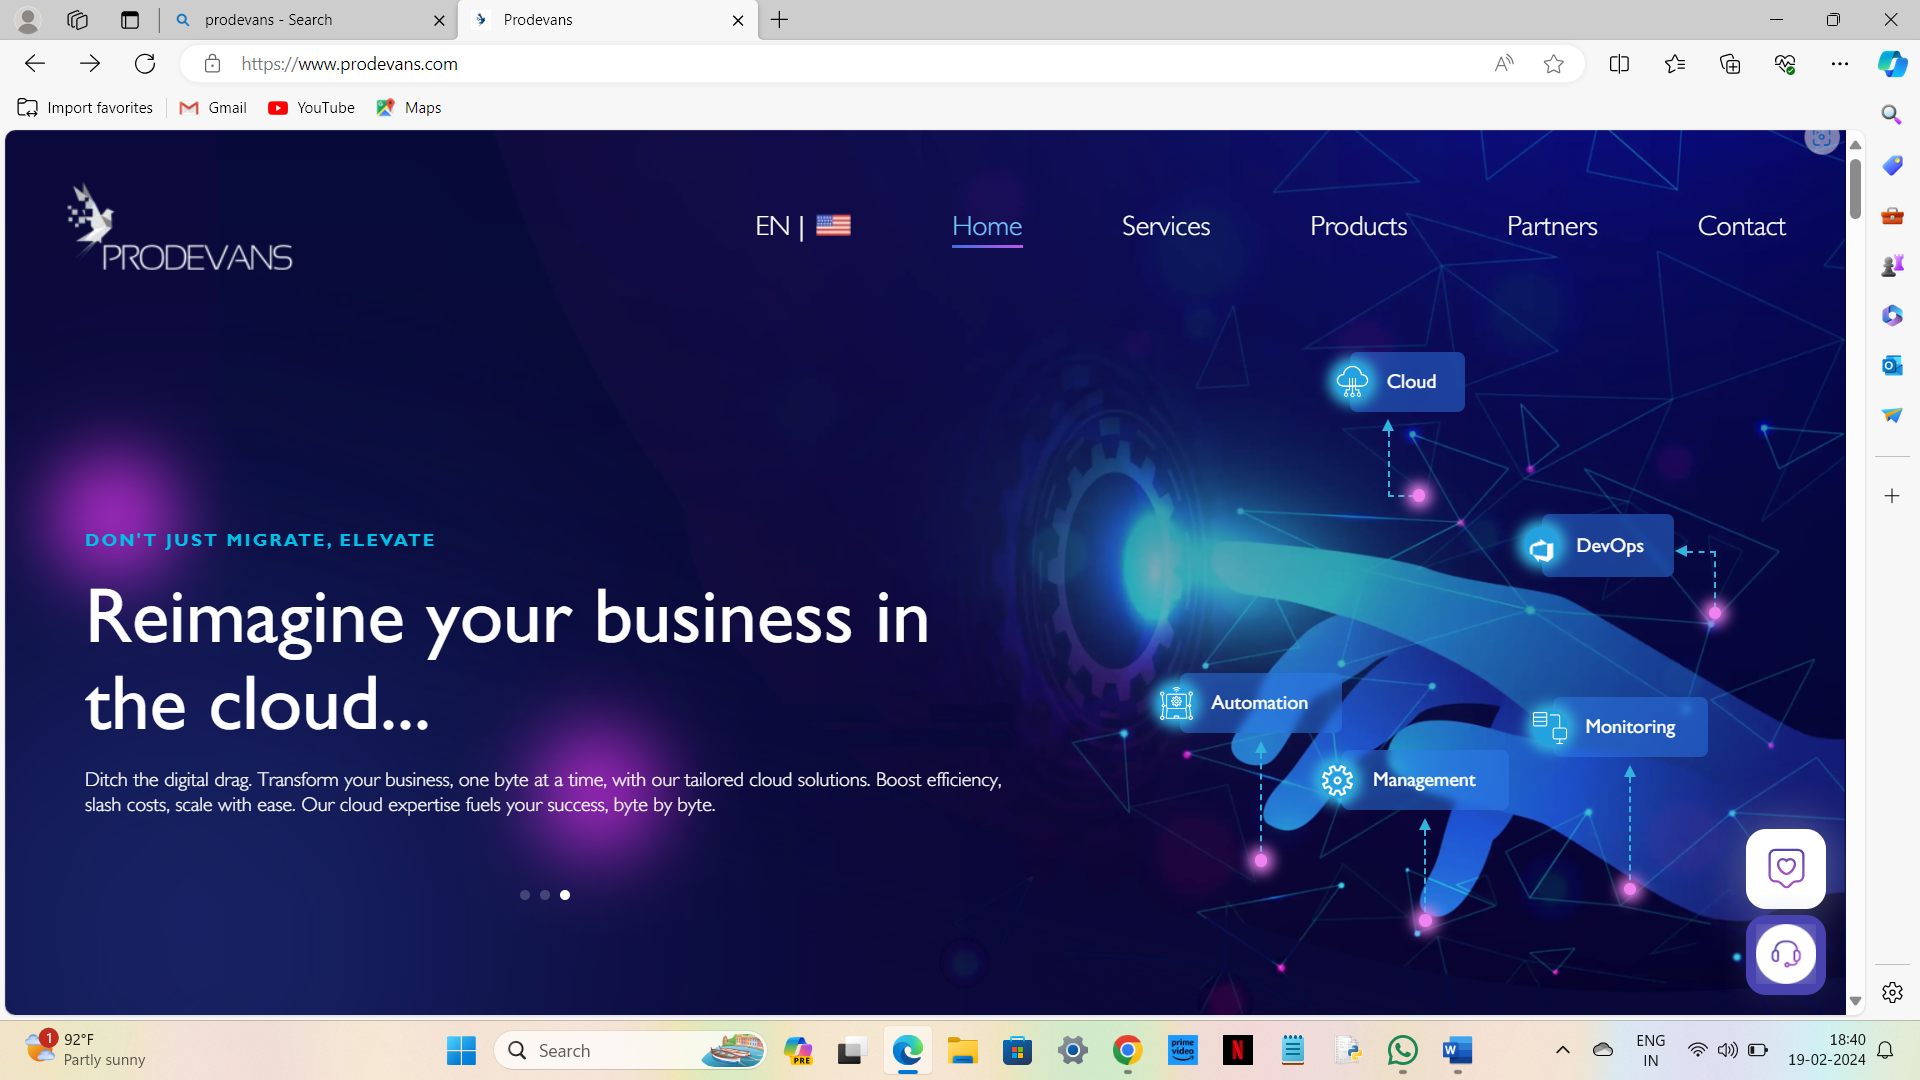 prodevans - Search
Prodevans
https://www.prodevans.com
Import favorites
Gmail
YouTube
Maps
PRODEVANS
EN |
Home
Services
Products
Partners
Contact
Cloud
DevOps
DON'T JUST MIGRATE, ELEVATE
Reimagine your business in
the cloud...
Automation
Monitoring
Management
Ditch the digital drag. Transform your business, one byte at a time, with our tailored cloud solutions. Boost efficiency,
slash costs, scale with ease. Our cloud expertise fuels your success, byte by byte.
1
92°F
Partly sunny
Search
PRE
prime
video
N
W
ENG
IN
18:40
19-02-2024